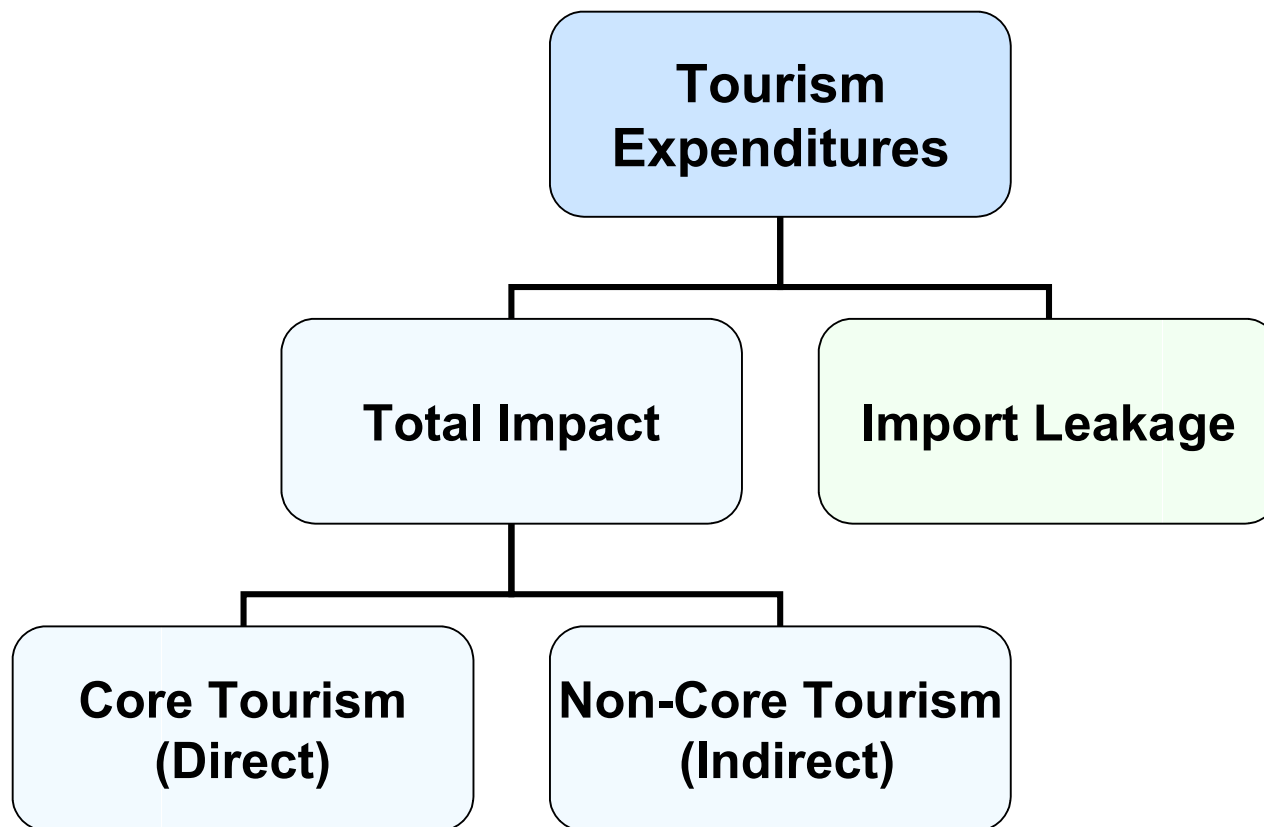 Tourism
Expenditures
Total Impact
Import Leakage
Core Tourism
(Direct)
Non-Core Tourism
(Indirect)